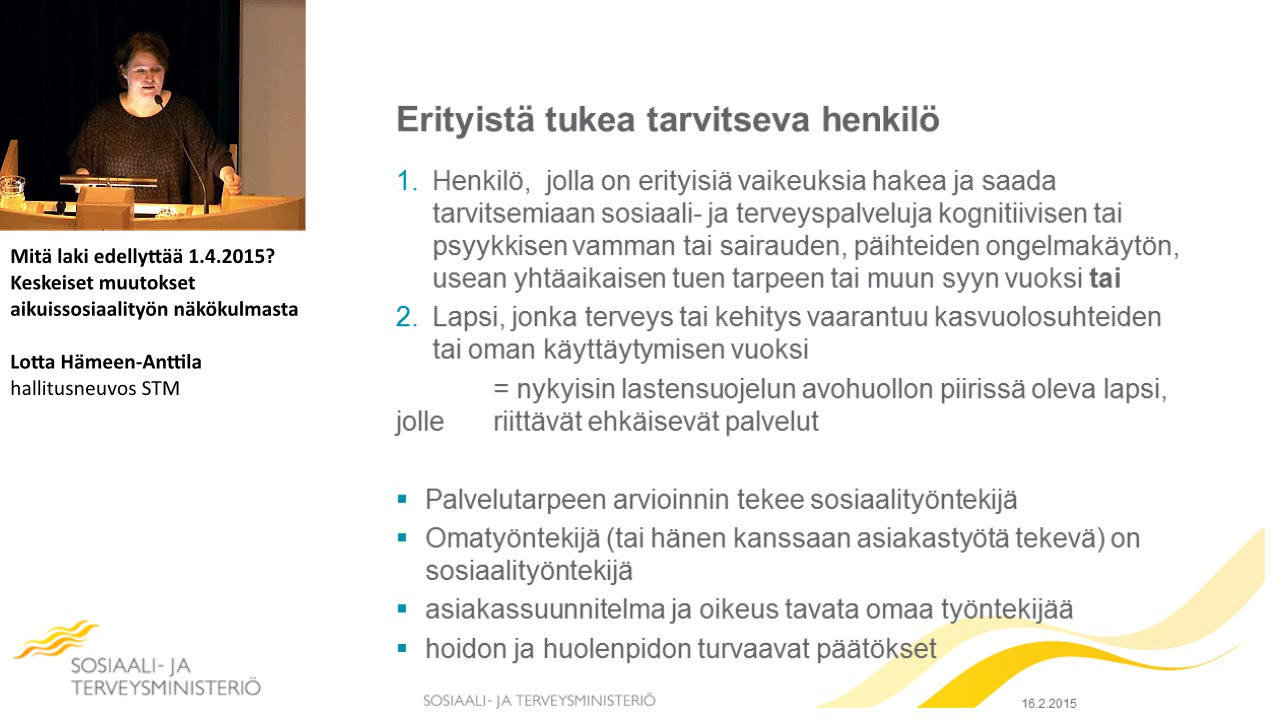 Mitä laki edellyttää 1.4.2015?
Keskeiset muutokset
aikuissosiaalityön näkökulmasta
Lotta Hämeen-Anttila
hallitusneuvos STM
SOSIAALI- JA
TERVEYSMINISTERIÖ
Erityistä tukea tarvitseva henkilö
1. Henkilö, jolla on erityisiä vaikeuksia hakea ja saada
tarvitsemiaan sosiaali- ja terveyspalveluja kognitiivisen tai
psyykkisen vamman tai sairauden, päihteiden ongelmakäytön,
usean yhtäaikaisen tuen tarpeen tai muun syyn vuoksi tai
2. Lapsi, jonka terveys tai kehitys vaarantuu kasvuolosuhteiden
tai oman käyttäytymisen vuoksi
= nykyisin lastensuojelun avohuollon piirissä oleva lapsi,
jolle riittävät ehkäisevät palvelut
▪ Palvelutarpeen arvioinnin tekee sosiaalityöntekijä
▪ Omatyöntekijä (tai hänen kanssaan asiakastyötä tekevä) on
sosiaalityöntekijä
▪ asiakassuunnitelma ja oikeus tavata omaa työntekijää
▪ hoidon ja huolenpidon turvaavat päätökset
SOSIAALI- JA TERVEYSMINISTERIÖ
16.2.2015